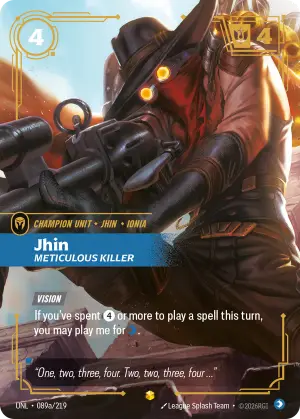 4
4
CHAMPION UNIT • JHIN • IONIA
Jhin
METICULOUS KILLER
VISION
If you've spent 4 or more to play a spell this turn,
you may play me for
"One, two, three, four. Two, two, three, four ..."
UNL • 089a/219
League Splash Team • ©2026RGI